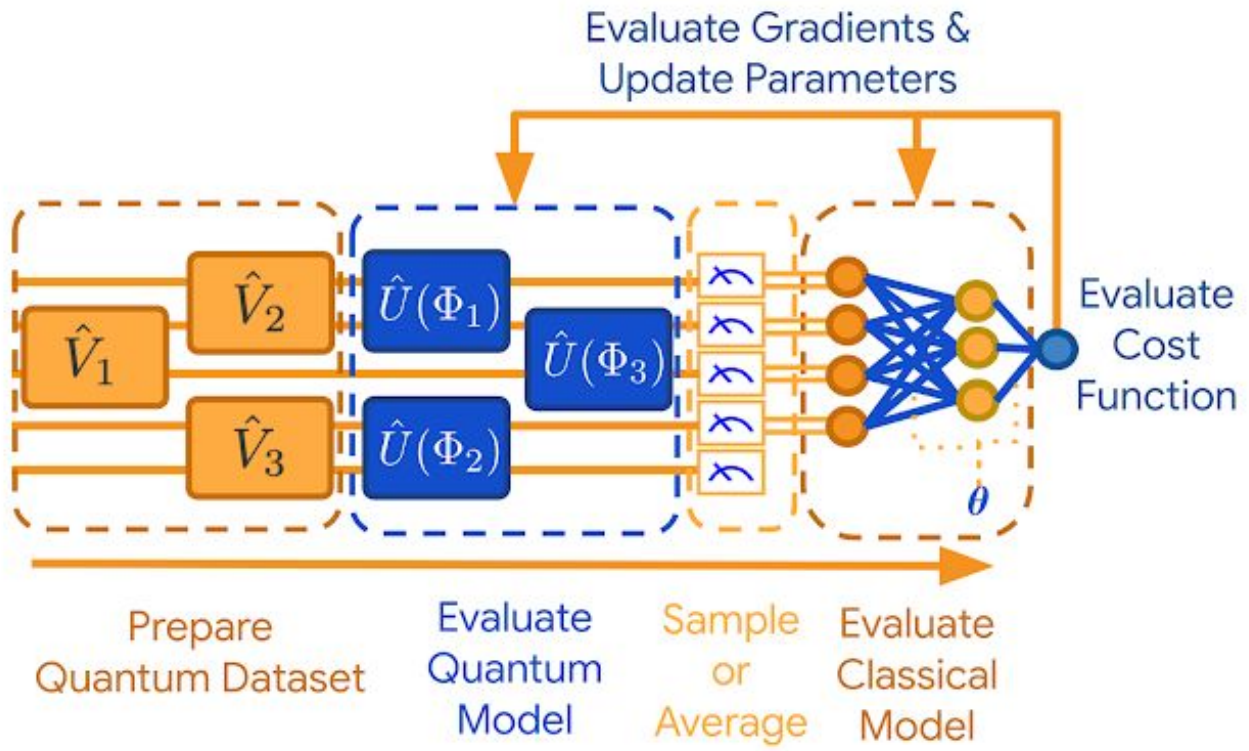 Evaluate Gradients &
Update Parameters
V̂₁
V̂₂
V̂₃
Û(Φ₁)
Û(Φ₂)
Û(Φ₃)
θ
Evaluate
Cost
Function
Prepare
Quantum Dataset
Evaluate
Quantum
Model
Sample
or
Average
Evaluate
Classical
Model